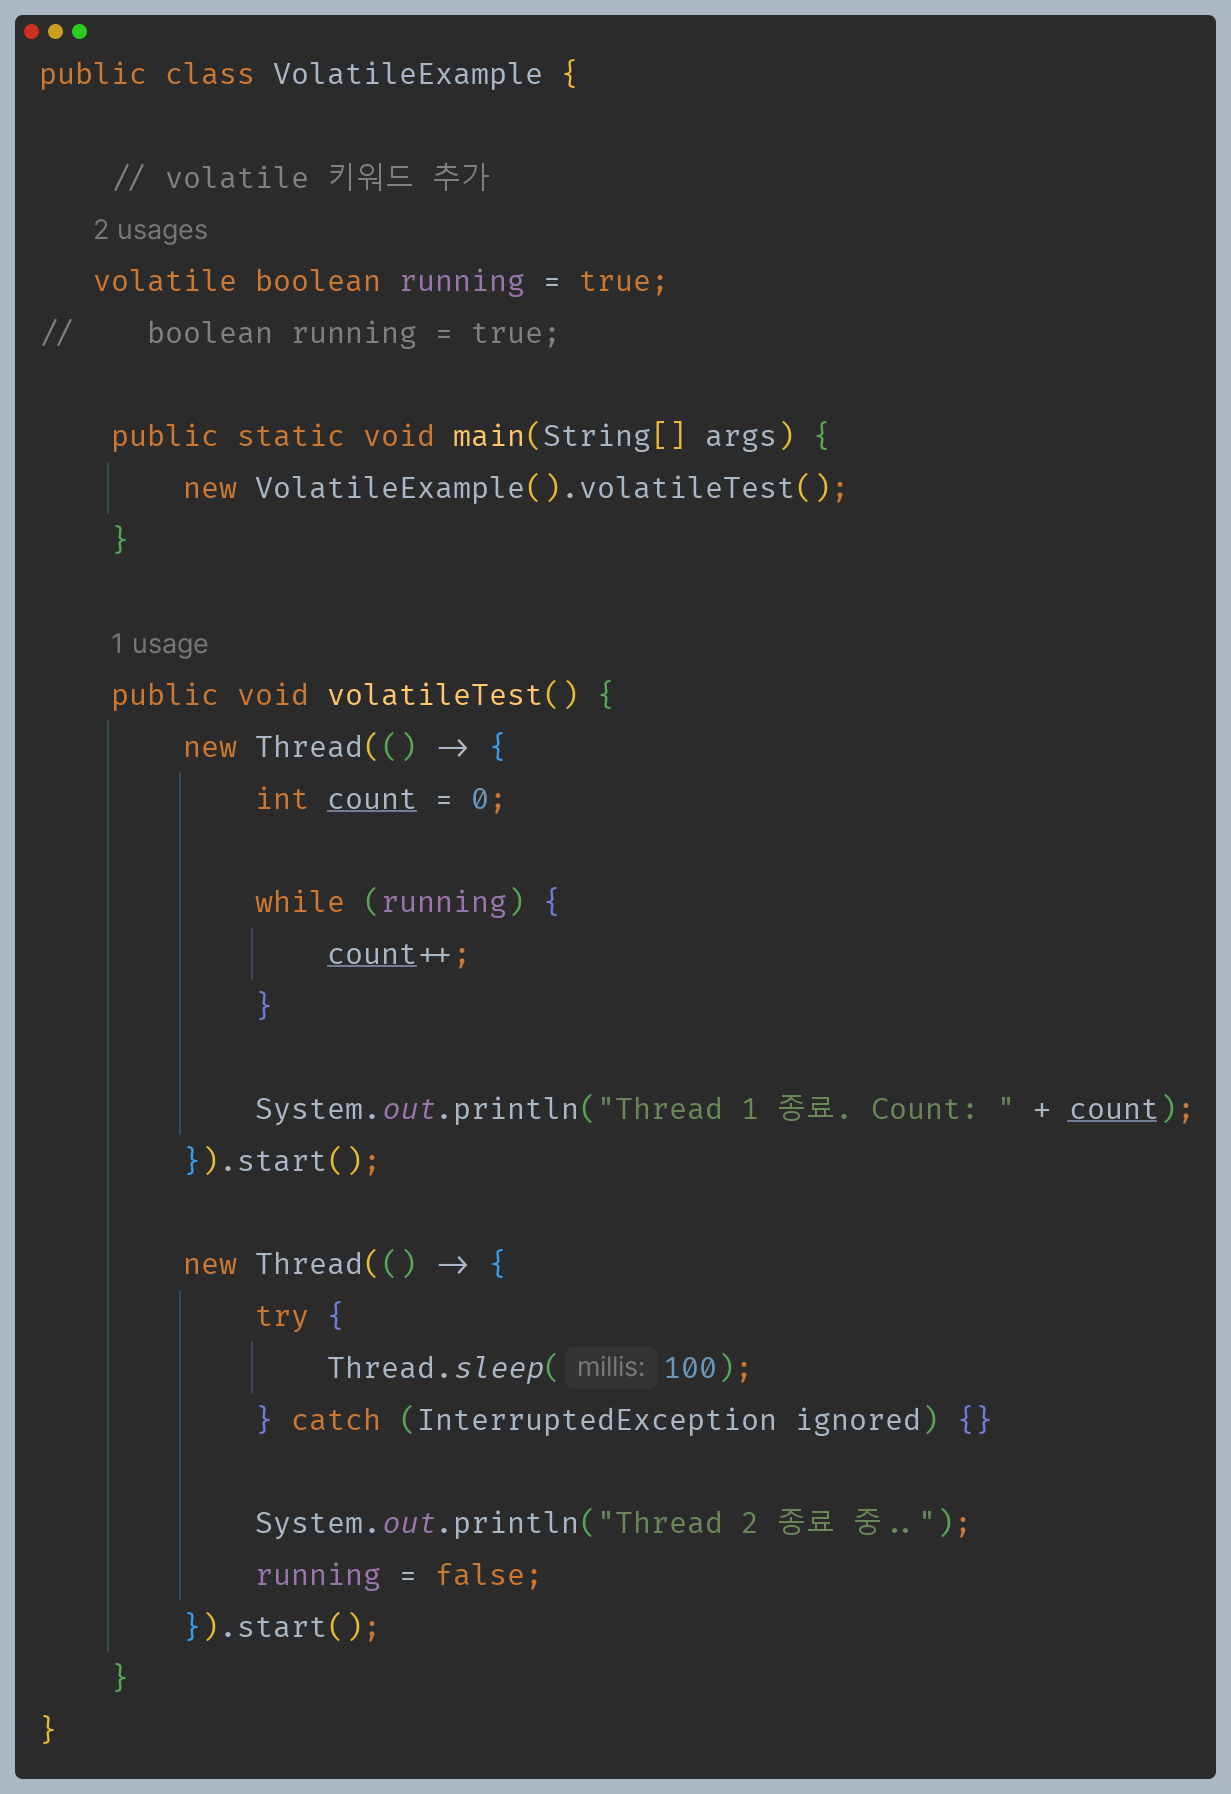 public class VolatileExample {
// volatile 키워드 추가
2 usages
volatile boolean running = true;
//    boolean running = true;
public static void main(String[] args) {
new VolatileExample().volatileTest();
}
1 usage
public void volatileTest() {
new Thread(() -> {
int count = 0;
while (running) {
count++;
}
System.out.println("Thread 1 종료. Count: " + count);
}).start();
new Thread(() -> {
try {
Thread.sleep( millis: 100);
} catch (InterruptedException ignored) {}
System.out.println("Thread 2 종료 중..");
running = false;
}).start();
}
}